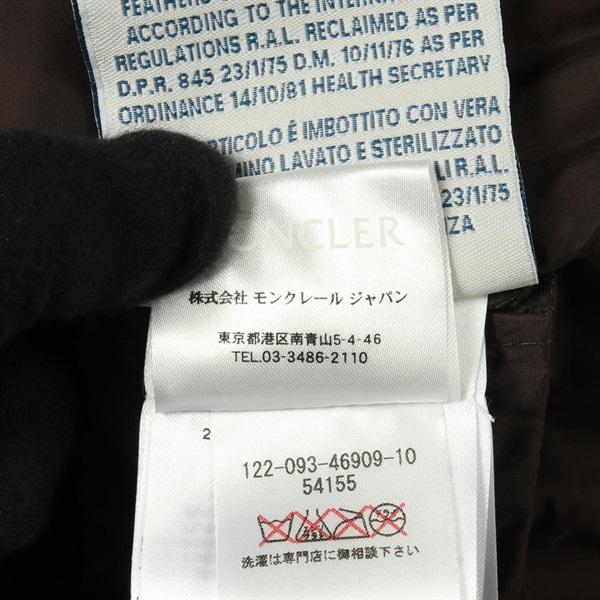 FEATHERS
ACCORDING TO THE INTERNA
REGULATIONS R.A.L. RECLAIMED AS PER
D.P.R. 845 23/1/75 D.M. 10/11/76 AS PER
ORDINANCE 14/10/81 HEALTH SECRETARY
RTICOLO É IMBOTTITO CON VERA
MINO LAVATO E STERILIZZATO
LI R.A.L.
23/1/75
ZA
MONCLER
株式会社 モンクレール ジャパン
東京都港区南青山5-4-46
TEL.03-3486-2110
2
122-093-46909-10
54155
洗濯は専門店に御相談下さい